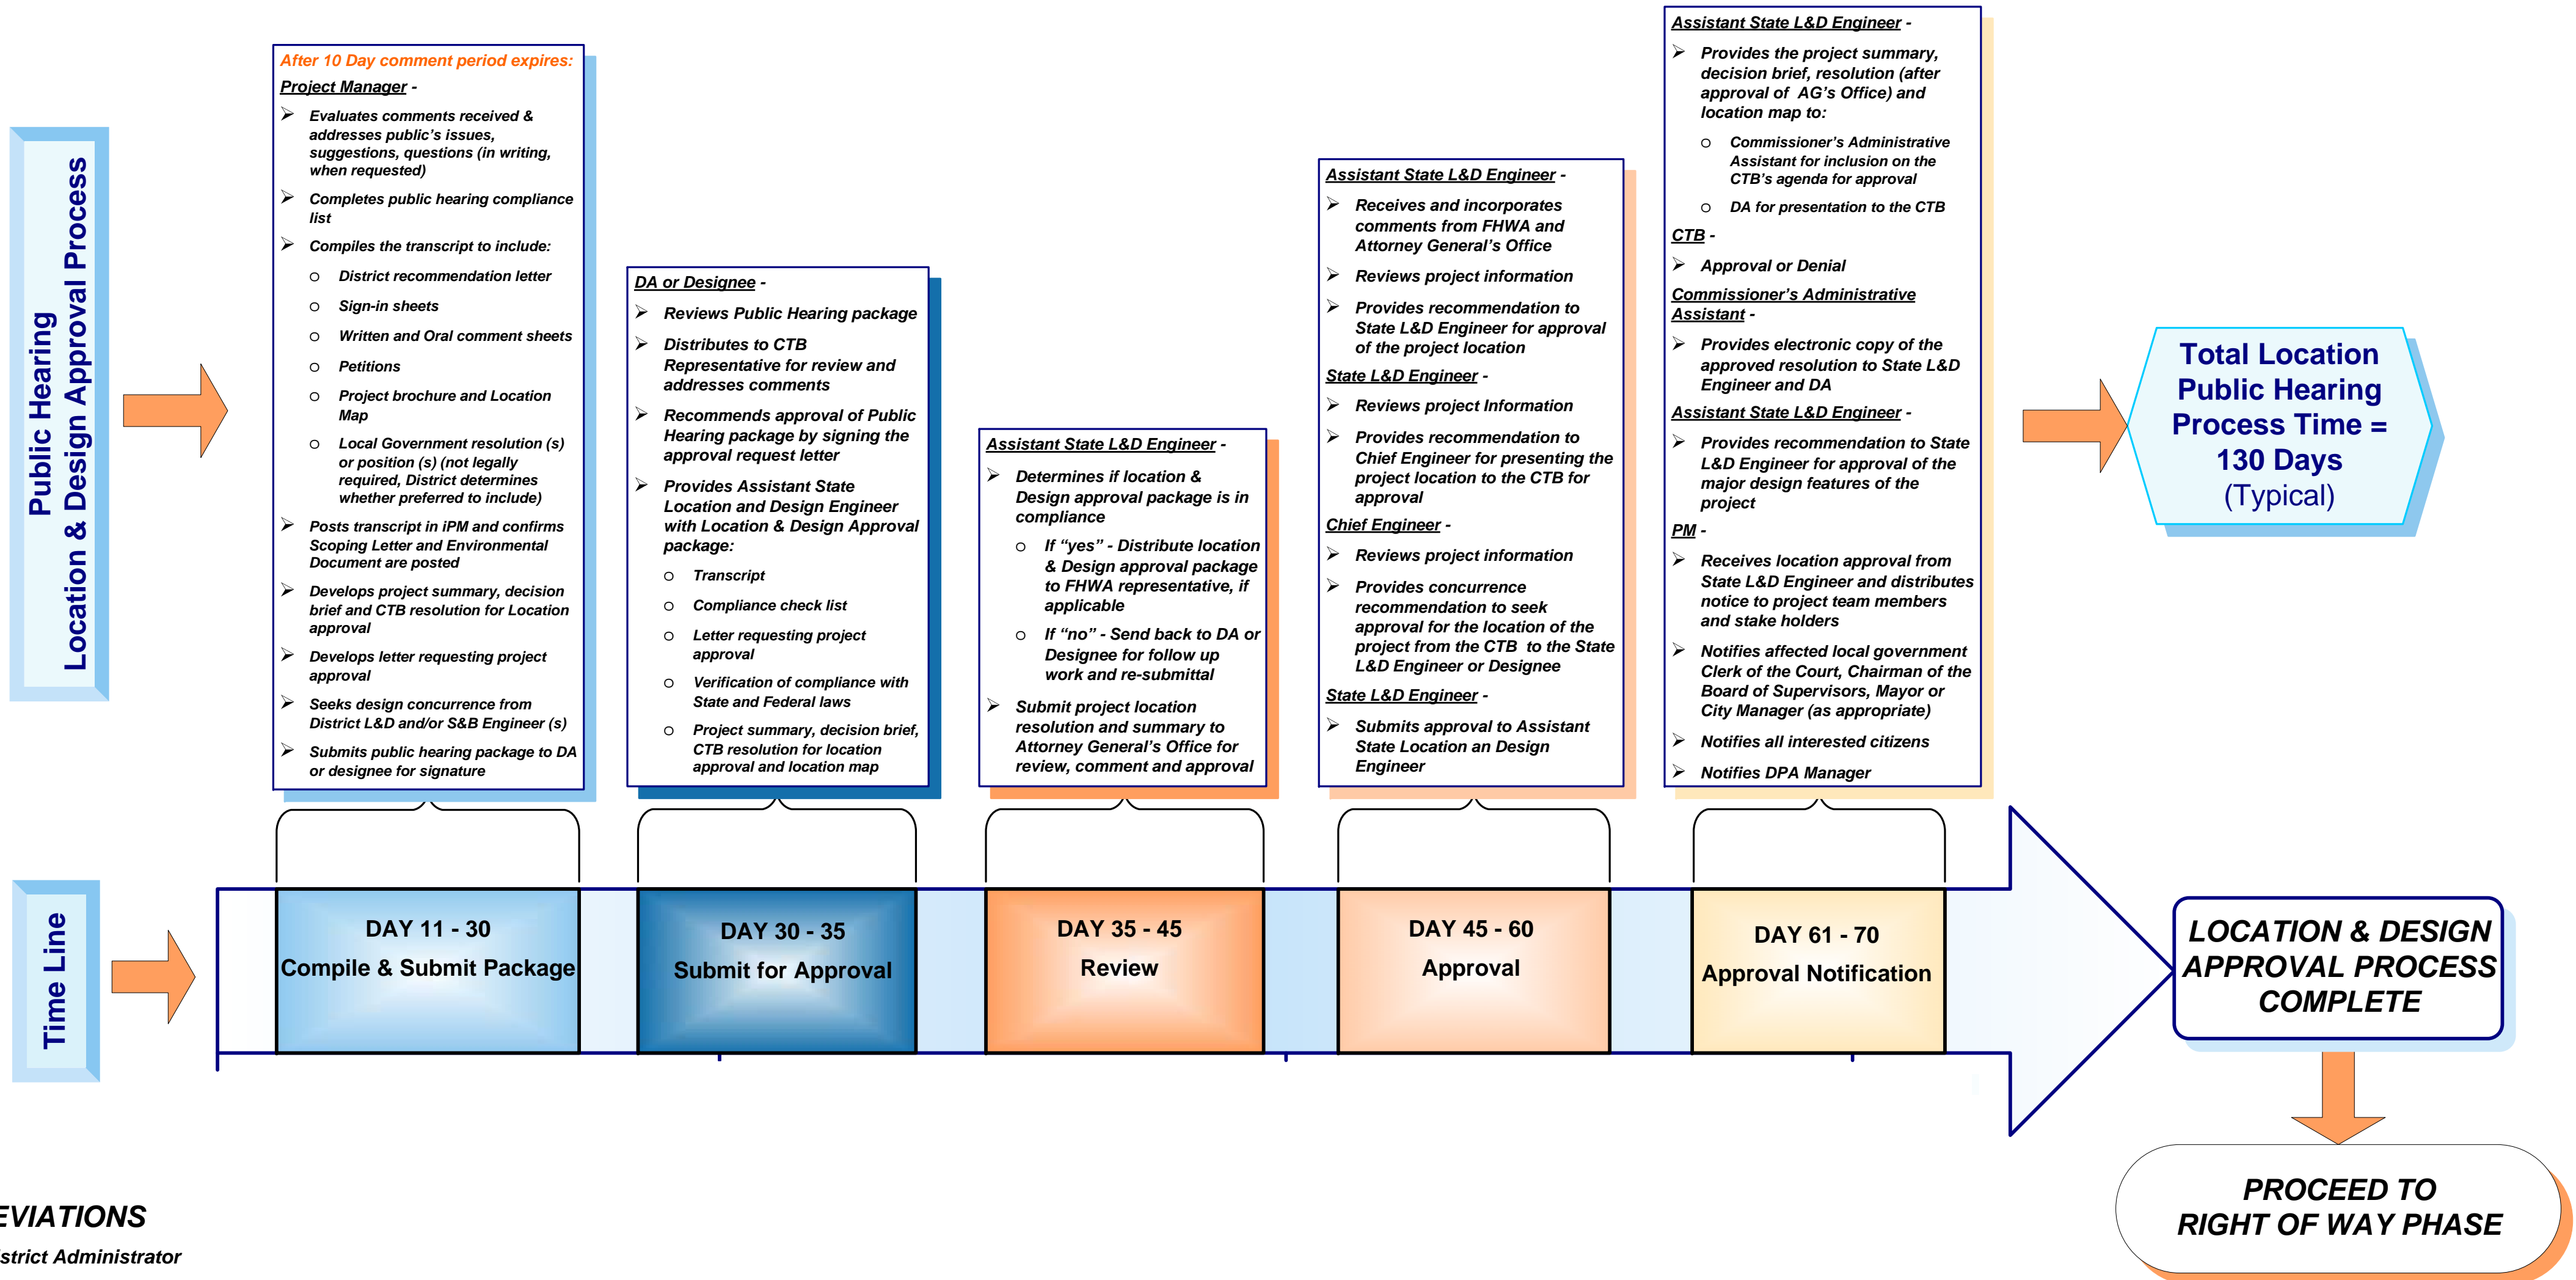 Public Hearing
Location & Design Approval Process
After 10 Day comment period expires:
Project Manager -
➢ Evaluates comments received &
addresses public's issues,
suggestions, questions (in writing,
when requested)
➢ Completes public hearing compliance
list
➢ Compiles the transcript to include:
o District recommendation letter
o Sign-in sheets
o Written and Oral comment sheets
o Petitions
o Project brochure and Location
Map
o Local Government resolution (s)
or position (s) (not legally
required, District determines
whether preferred to include)
➢ Posts transcript in iPM and confirms
Scoping Letter and Environmental
Document are posted
➢ Develops project summary, decision
brief and CTB resolution for Location
approval
➢ Develops letter requesting project
approval
➢ Seeks design concurrence from
District L&D and/or S&B Engineer (s)
➢ Submits public hearing package to DA
or designee for signature
DA or Designee -
➢ Reviews Public Hearing package
➢ Distributes to CTB
Representative for review and
addresses comments
➢ Recommends approval of Public
Hearing package by signing the
approval request letter
➢ Provides Assistant State
Location and Design Engineer
with Location & Design Approval
package:
o Transcript
o Compliance check list
o Letter requesting project
approval
o Verification of compliance with
State and Federal laws
o Project summary, decision brief,
CTB resolution for location
approval and location map
Assistant State L&D Engineer -
➢ Determines if location &
Design approval package is in
compliance
o If “yes” - Distribute location
& Design approval package
to FHWA representative, if
applicable
o If “no” - Send back to DA or
Designee for follow up
work and re-submittal
➢ Submit project location
resolution and summary to
Attorney General's Office for
review, comment and approval
Assistant State L&D Engineer -
➢ Receives and incorporates
comments from FHWA and
Attorney General's Office
➢ Reviews project information
➢ Provides recommendation to
State L&D Engineer for approval
of the project location
State L&D Engineer -
➢ Reviews project Information
➢ Provides recommendation to
Chief Engineer for presenting the
project location to the CTB for
approval
Chief Engineer -
➢ Reviews project information
➢ Provides concurrence
recommendation to seek
approval for the location of the
project from the CTB to the State
L&D Engineer or Designee
State L&D Engineer -
➢ Submits approval to Assistant
State Location an Design
Engineer
Assistant State L&D Engineer -
➢ Provides the project summary,
decision brief, resolution (after
approval of AG's Office) and
location map to:
o Commissioner's Administrative
Assistant for inclusion on the
CTB's agenda for approval
o DA for presentation to the CTB
CTB -
➢ Approval or Denial
Commissioner's Administrative
Assistant -
➢ Provides electronic copy of the
approved resolution to State L&D
Engineer and DA
Assistant State L&D Engineer -
➢ Provides recommendation to State
L&D Engineer for approval of the
major design features of the
project
PM -
➢ Receives location approval from
State L&D Engineer and distributes
notice to project team members
and stake holders
➢ Notifies affected local government
Clerk of the Court, Chairman of the
Board of Supervisors, Mayor or
City Manager (as appropriate)
➢ Notifies all interested citizens
➢ Notifies DPA Manager
Total Location
Public Hearing
Process Time =
130 Days
(Typical)
Time Line
DAY 11 - 30
Compile & Submit Package
DAY 30 - 35
Submit for Approval
DAY 35 - 45
Review
DAY 45 - 60
Approval
DAY 61 - 70
Approval Notification
LOCATION & DESIGN
APPROVAL PROCESS
COMPLETE
PROCEED TO
RIGHT OF WAY PHASE
EVIATIONS
strict Administrator